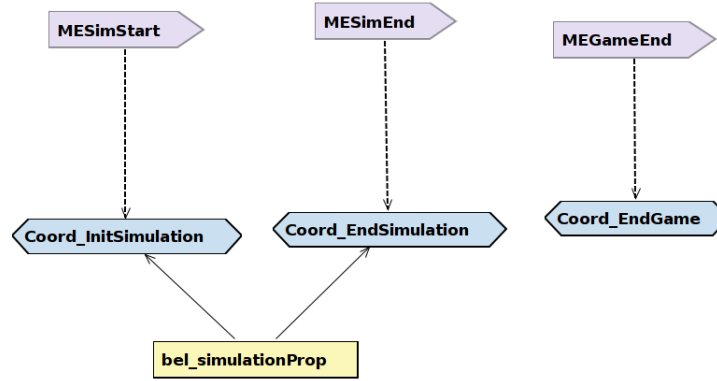 MESimStart
MESimEnd
MEGameEnd
Coord_InitSimulation
Coord_EndSimulation
Coord_EndGame
bel_simulationProp